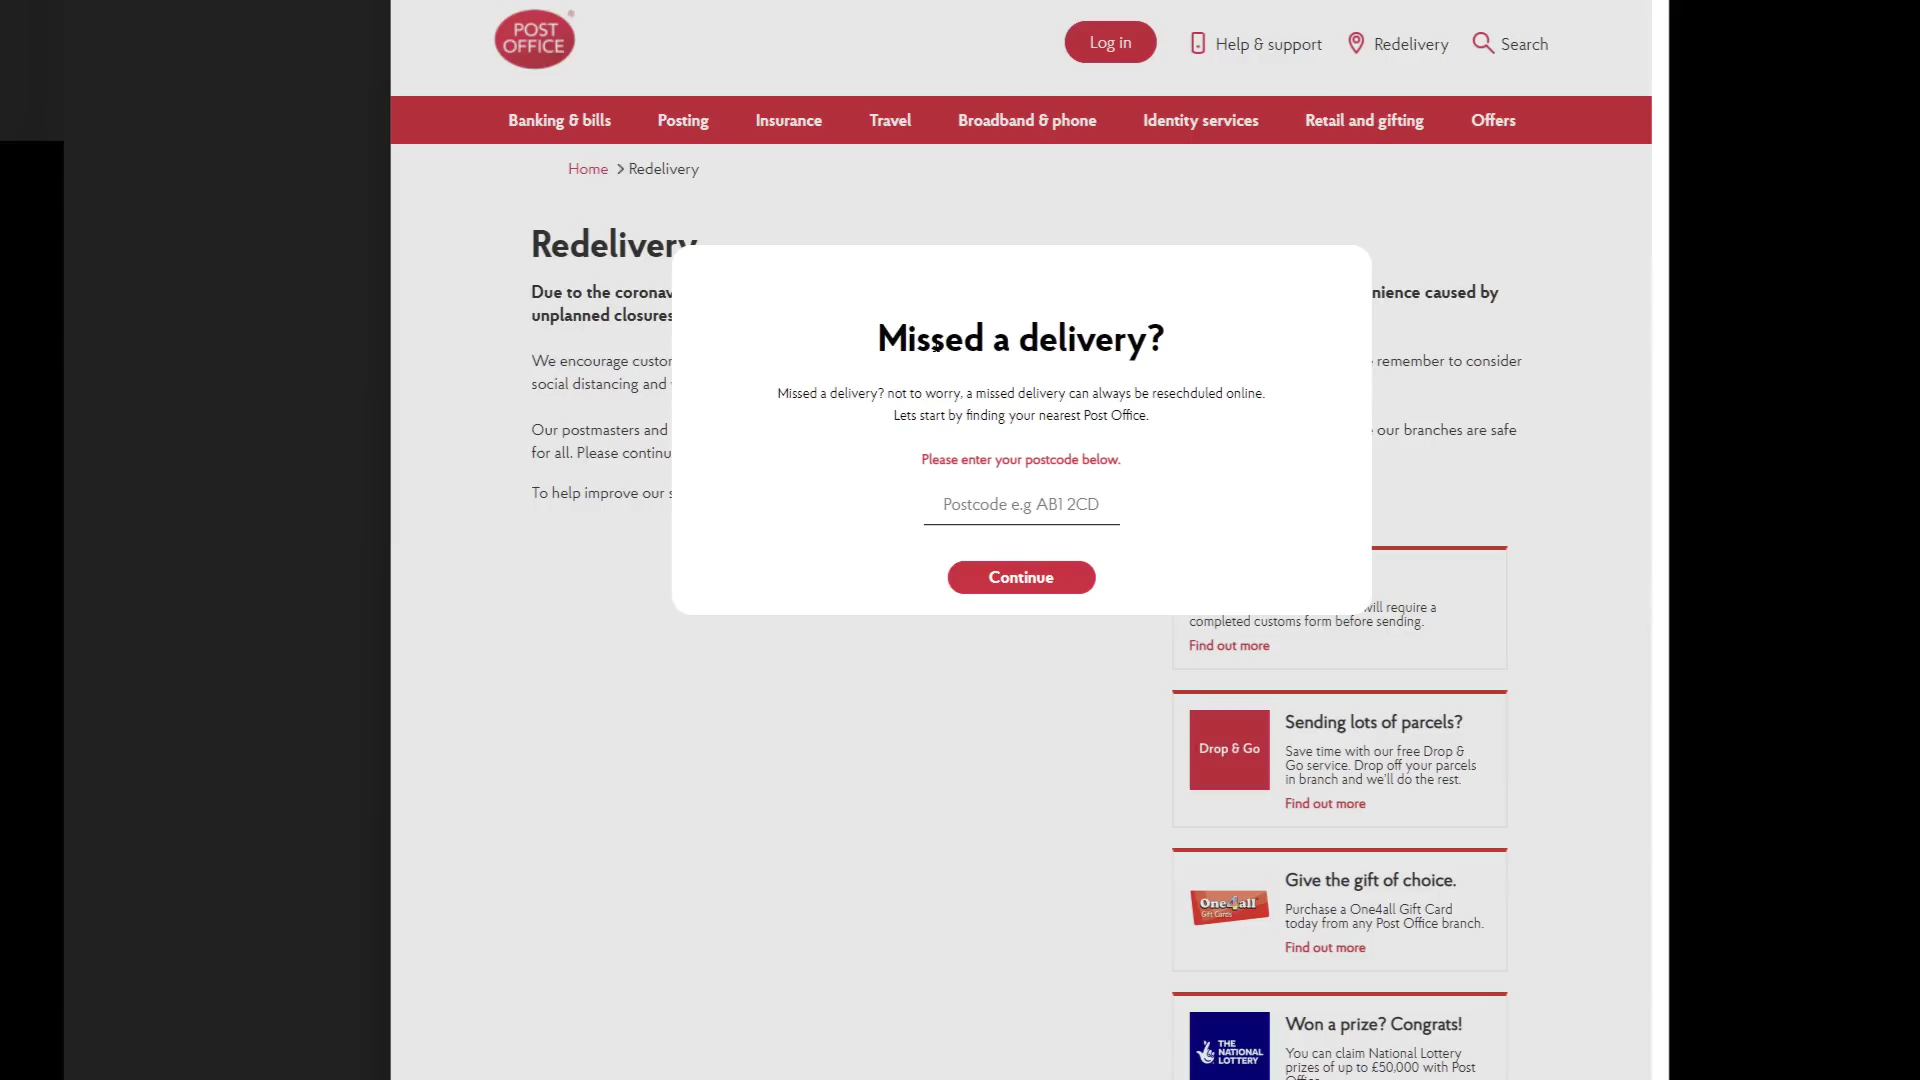 POST
OFFICE
Log in
Help & support
Redelivery
Search
Banking & bills
Posting
Insurance
Travel
Broadband & phone
Identity services
Retail and gifting
Offers
Home > Redelivery
Redelivery
Due to the coronav
nience caused by
unplanned closures
We encourage custom
remember to consider
social distancing and
Our postmasters and
our branches are safe
for all. Please continu
To help improve our s
Missed a delivery?
Missed a delivery? not to worry, a missed delivery can always be resechduled online.
Lets start by finding your nearest Post Office.
Please enter your postcode below.
Postcode e.g AB1 2CD
Continue
will require a
completed customs form before sending.
Find out more
Drop & Go
Sending lots of parcels?
Save time with our free Drop &
Go service. Drop off your parcels
in branch and we'll do the rest.
Find out more
One4all
Gift Cards
Give the gift of choice.
Purchase a One4all Gift Card
today from any Post Office branch.
Find out more
THE
NATIONAL
LOTTERY
Won a prize? Congrats!
You can claim National Lottery
prizes of up to £50,000 with Post